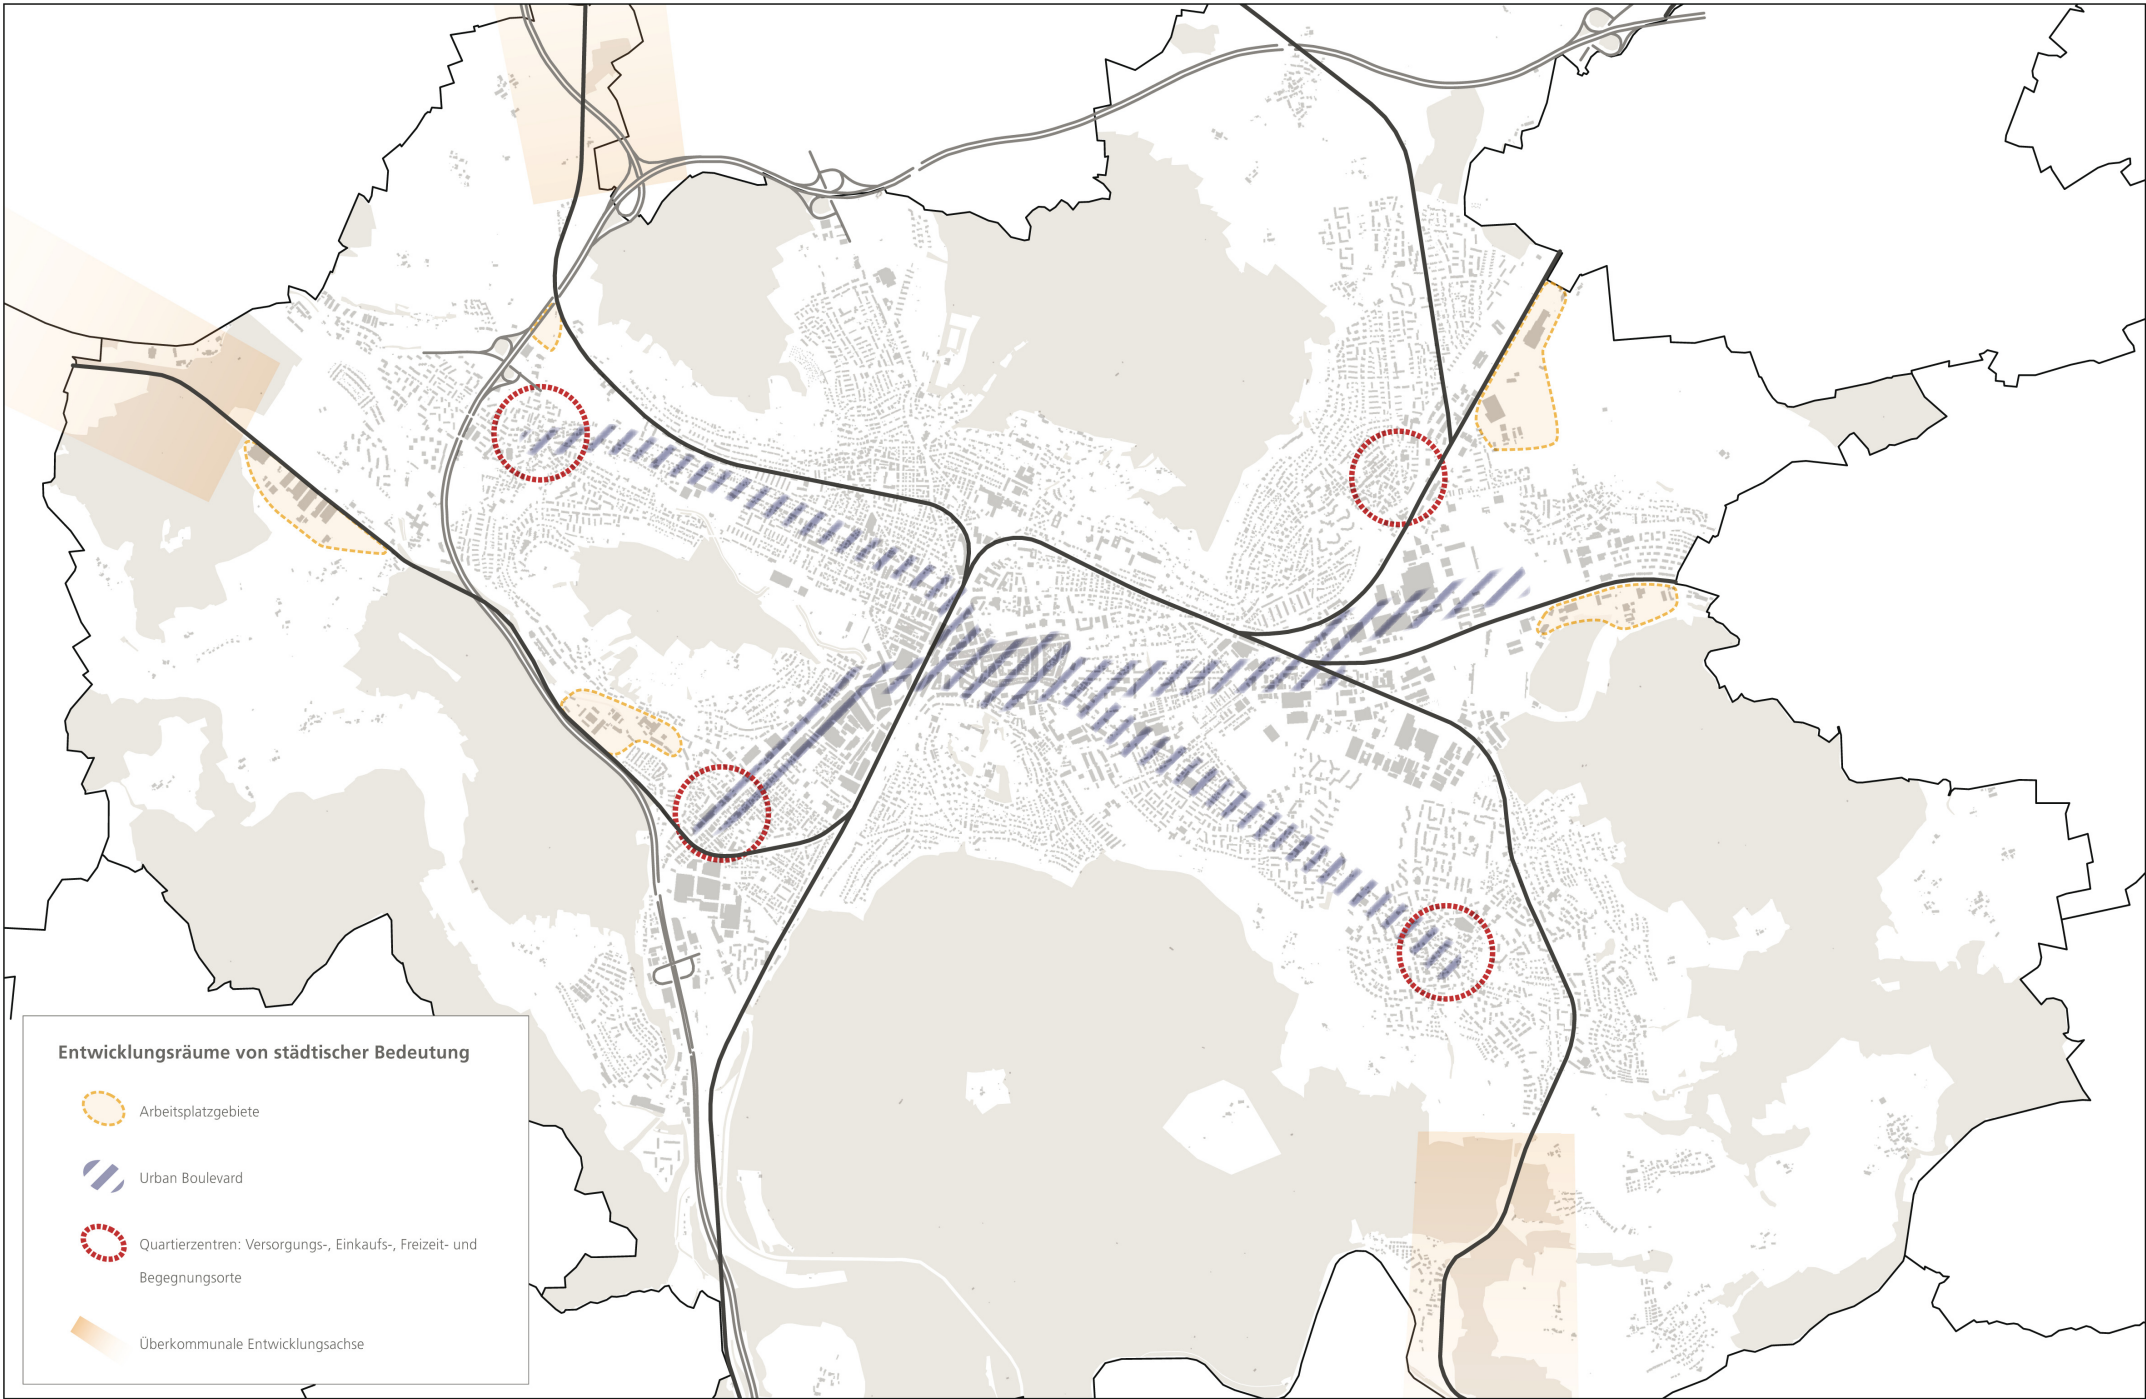 Entwicklungsräume von städtischer Bedeutung
Arbeitsplatzgebiete
Urban Boulevard
Quartierzentren: Versorgungs-, Einkaufs-, Freizeit- und
Begegnungsorte
Überkommunale Entwicklungsachse